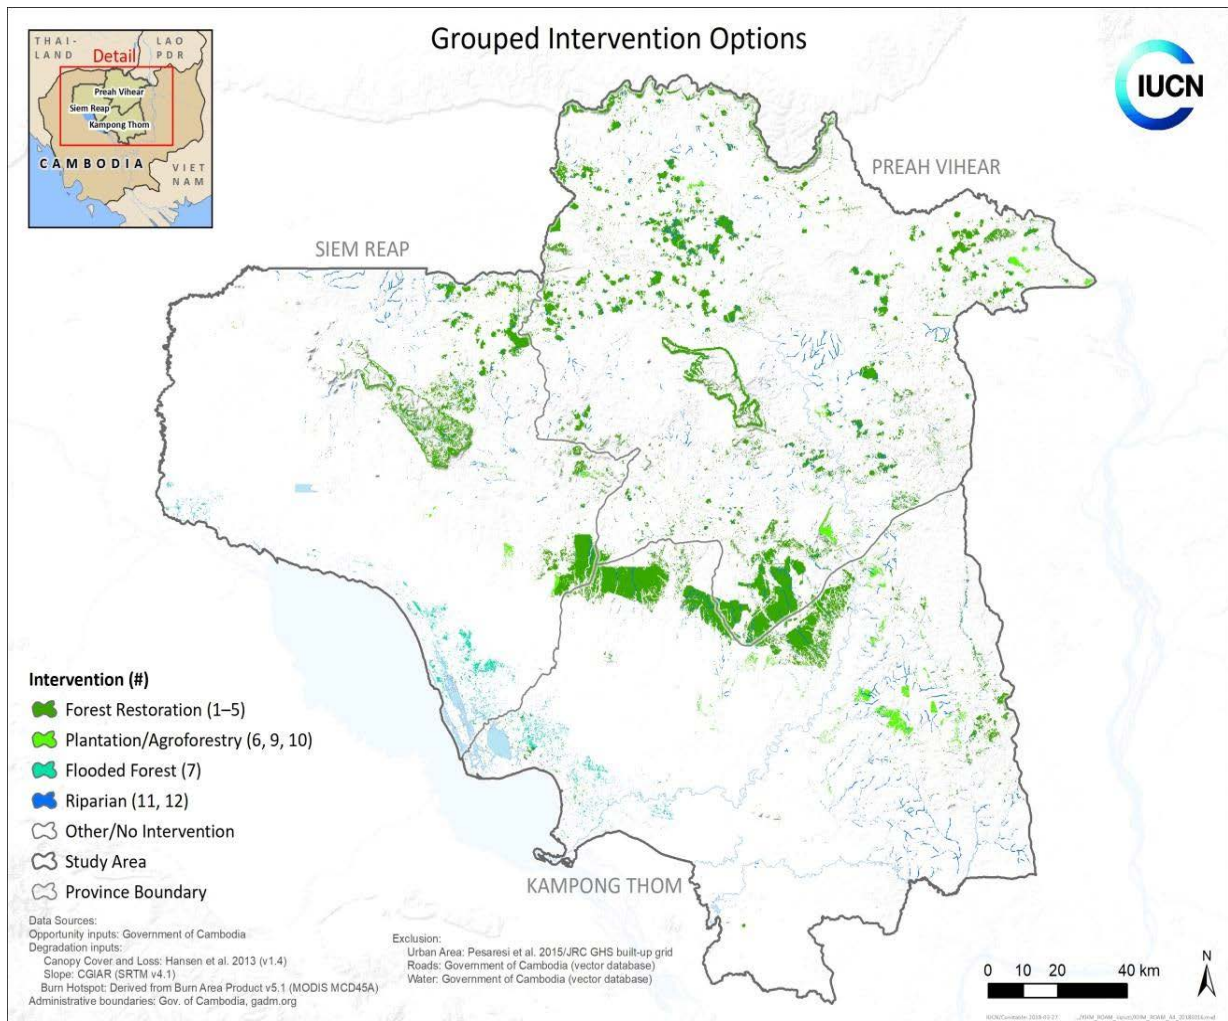 Grouped Intervention Options
THAI-
LAND
LAO
PDR
Detail
Preah Vihear
Siem Reap
Kampong Thom
CAMBODIA
VIET
NAM
IUCN
PREAH VIHEAR
SIEM REAP
KAMPONG THOM
Intervention (#)
Forest Restoration (1–5)
Plantation/Agroforestry (6, 9, 10)
Flooded Forest (7)
Riparian (11, 12)
Other/No Intervention
Study Area
Province Boundary
Data Sources:
Opportunity inputs: Government of Cambodia
Degradation inputs:
Canopy Cover and Loss: Hansen et al. 2013 (v1.4)
Slope: CGIAR (SRTM v4.1)
Burn Hotspot: Derived from Burn Area Product v5.1 (MODIS MCD45A)
Administrative boundaries: Gov. of Cambodia, gadm.org
Exclusion:
Urban Area: Pesaresi et al. 2015/JRC GHS built-up grid
Roads: Government of Cambodia (vector database)
Water: Government of Cambodia (vector database)
0 10 20 40 km
N